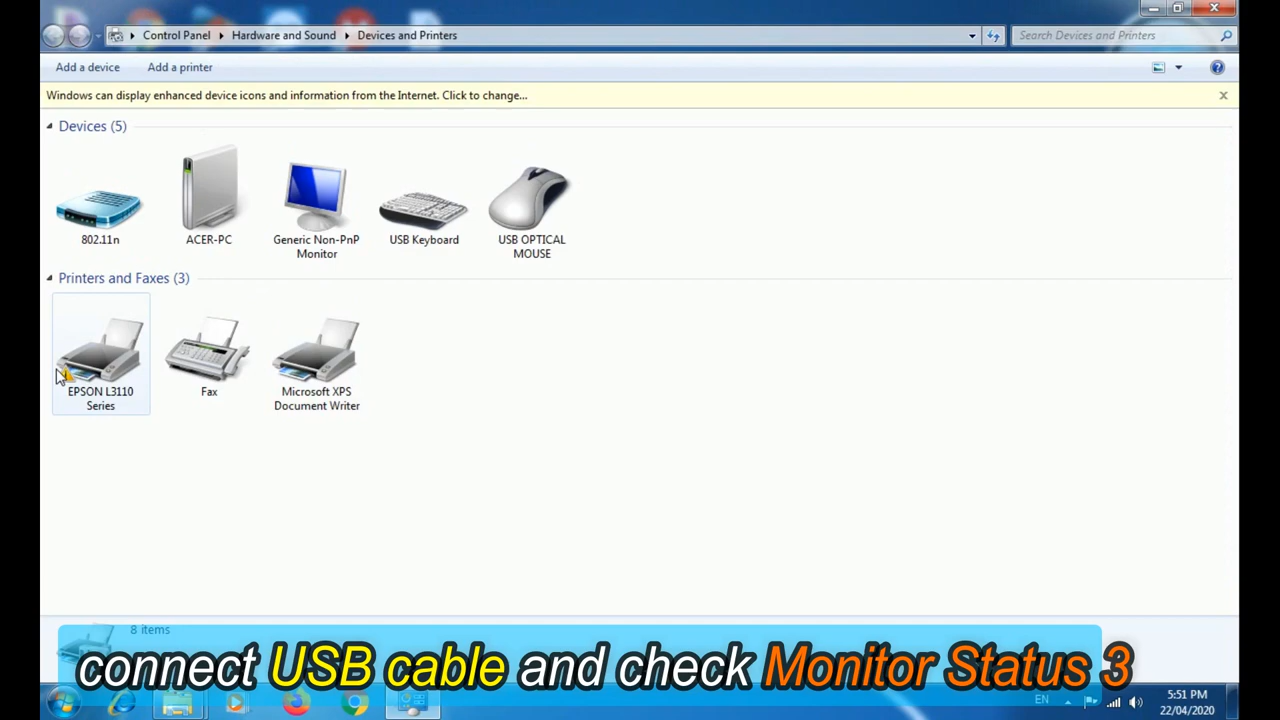 Control Panel Hardware and Sound Devices and Printers
Search Devices and Printers
Add a device Add a printer
Windows can display enhanced device icons and information from the Internet. Click to change...
Devices (5)
802.11n
ACER-PC
Generic Non-PnP
Monitor
USB Keyboard
USB OPTICAL
MOUSE
Printers and Faxes (3)
EPSON L3110
Series
Fax
Microsoft XPS
Document Writer
8 items
connect USB cable and check Monitor Status 3
EN
5:51 PM
22/04/2020